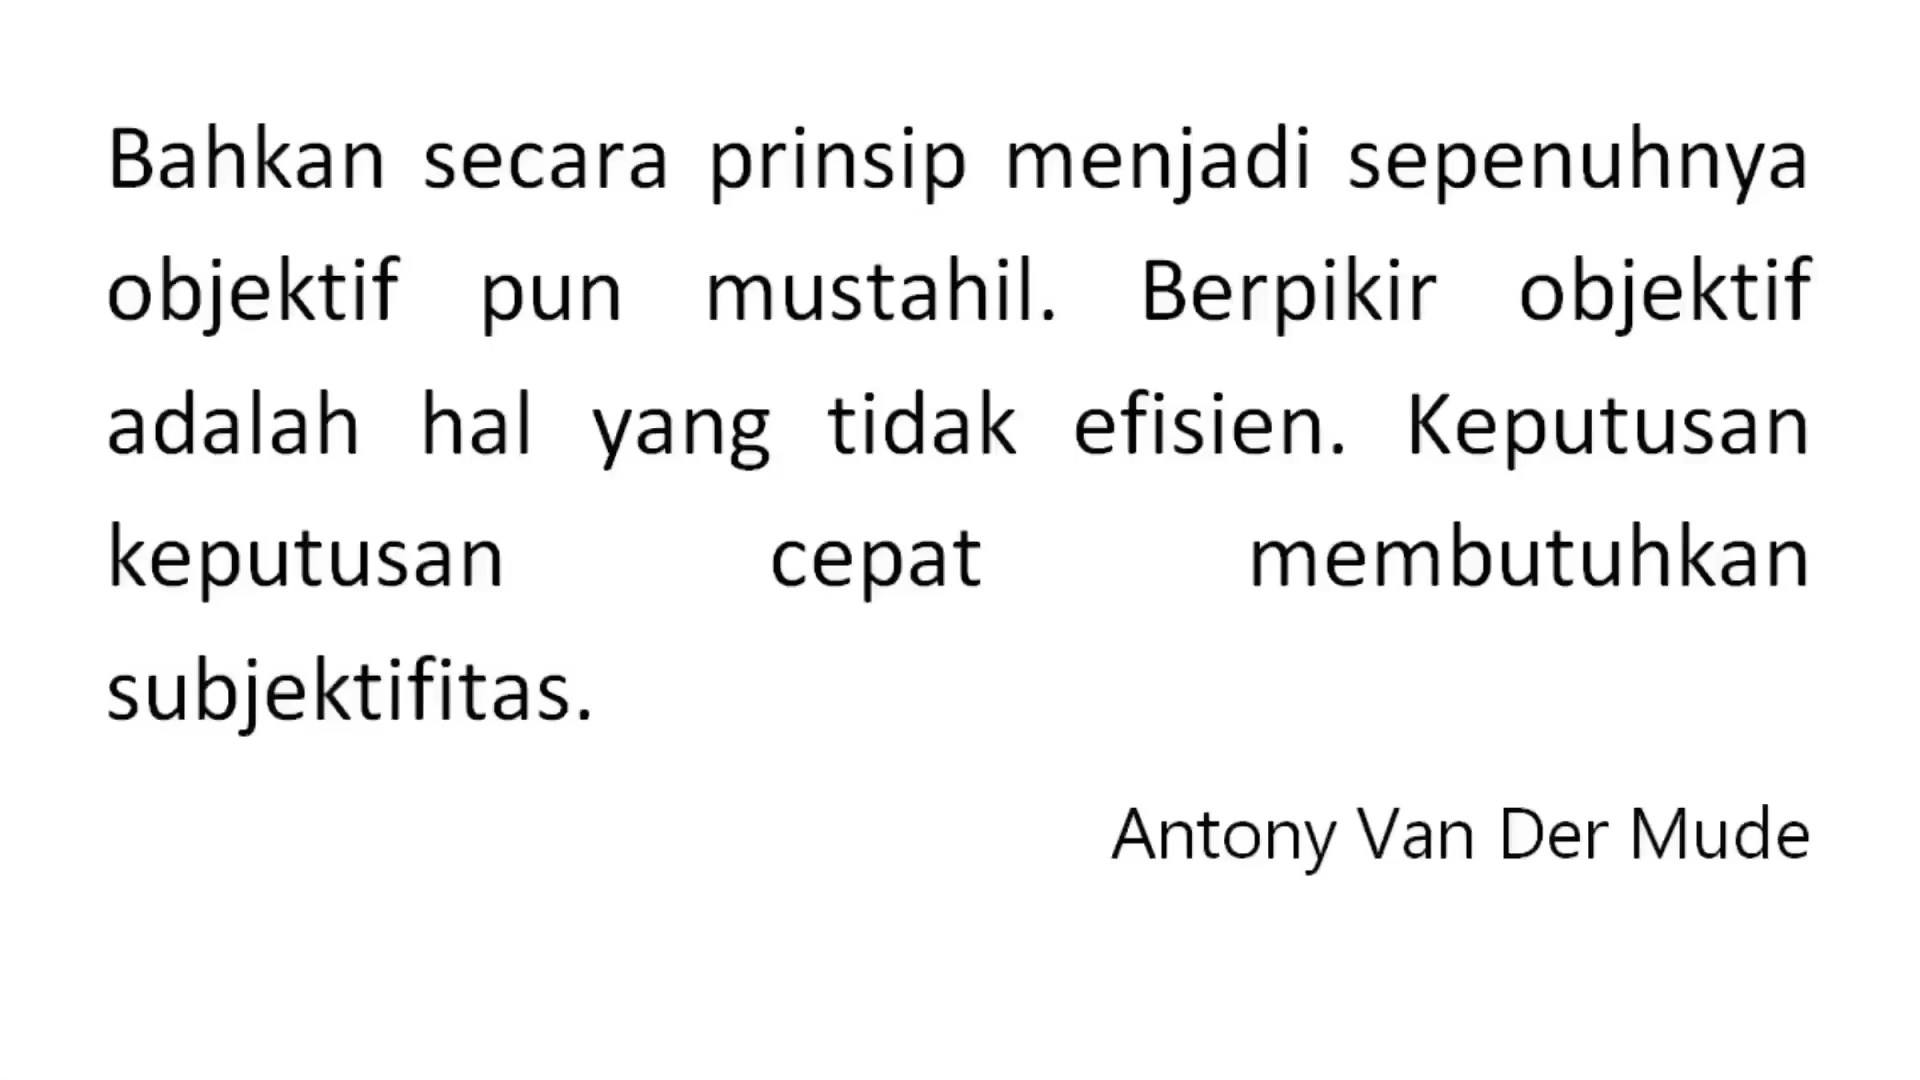 Bahkan secara prinsip menjadi sepenuhnya
objektif pun mustahil. Berpikir objektif
adalah hal yang tidak efisien. Keputusan
keputusan cepat membutuhkan
subjektifitas.
Antony Van Der Mude